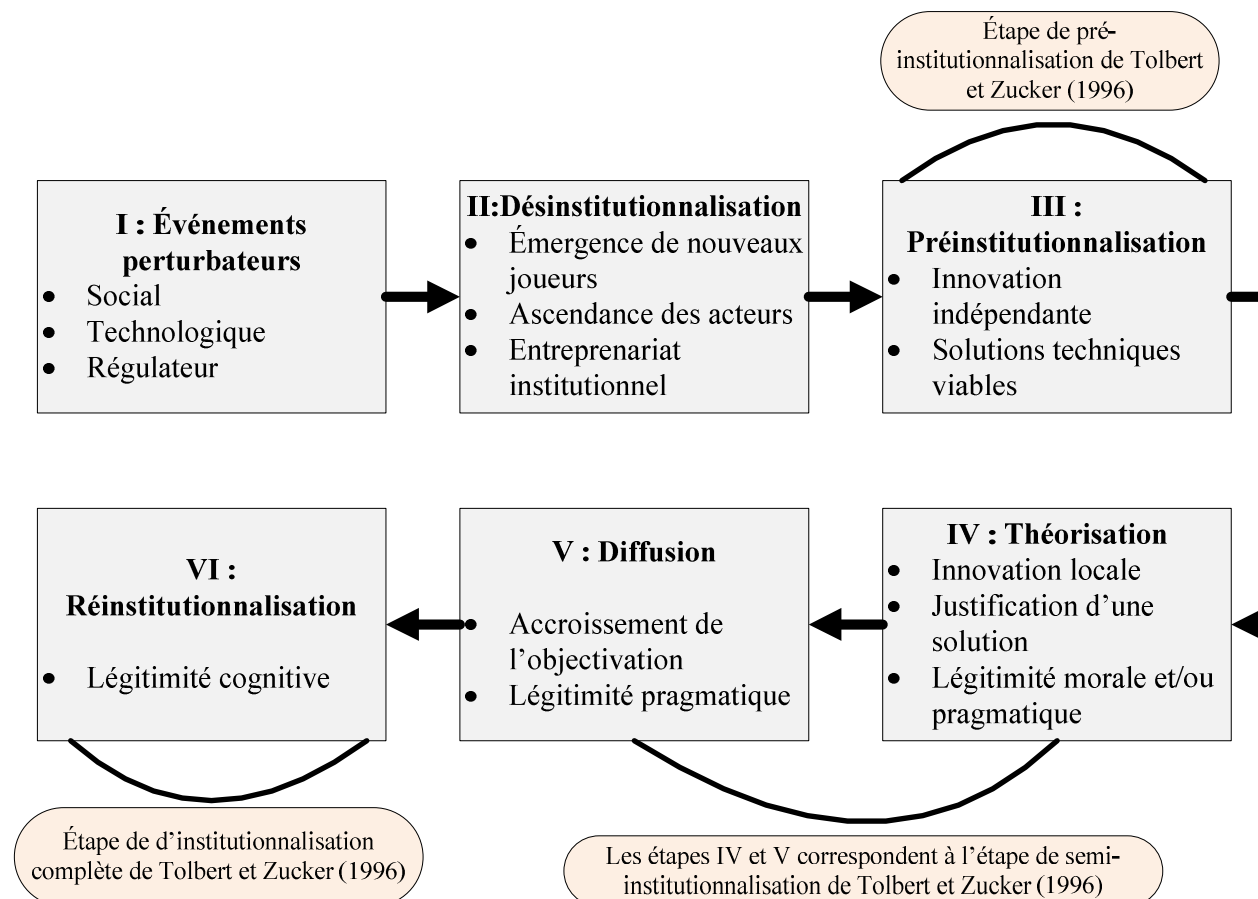 Étape de pré-
institutionnalisation de Tolbert
et Zucker (1996)
I : Événements
perturbateurs
• Social
• Technologique
• Régulateur
II:Désinstitutionnalisation
• Émergence de nouveaux
joueurs
• Ascendance des acteurs
• Entreprenariat
institutionnel
III :
Préinstitutionnalisation
• Innovation
indépendante
• Solutions techniques
viables
IV : Théorisation
• Innovation locale
• Justification d’une
solution
• Légitimité morale et/ou
pragmatique
V : Diffusion
• Accroissement de
l’objectivation
• Légitimité pragmatique
VI :
Réinstitutionnalisation
• Légitimité cognitive
Étape de d’institutionnalisation
complète de Tolbert et Zucker (1996)
Les étapes IV et V correspondent à l’étape de semi-
institutionnalisation de Tolbert et Zucker (1996)